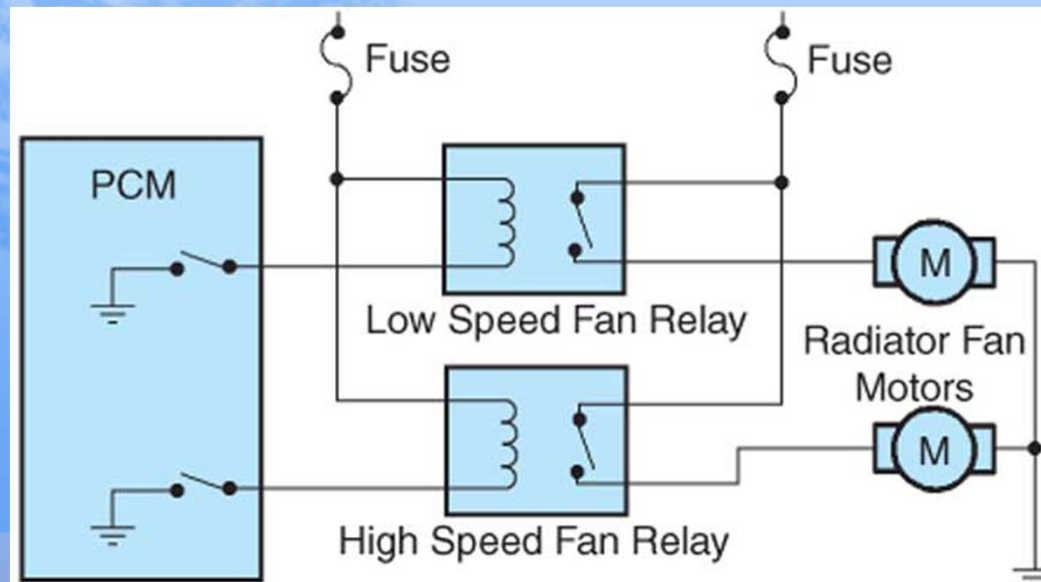 Fuse
Fuse
PCM
Low Speed Fan Relay
M
Radiator Fan
Motors
M
High Speed Fan Relay